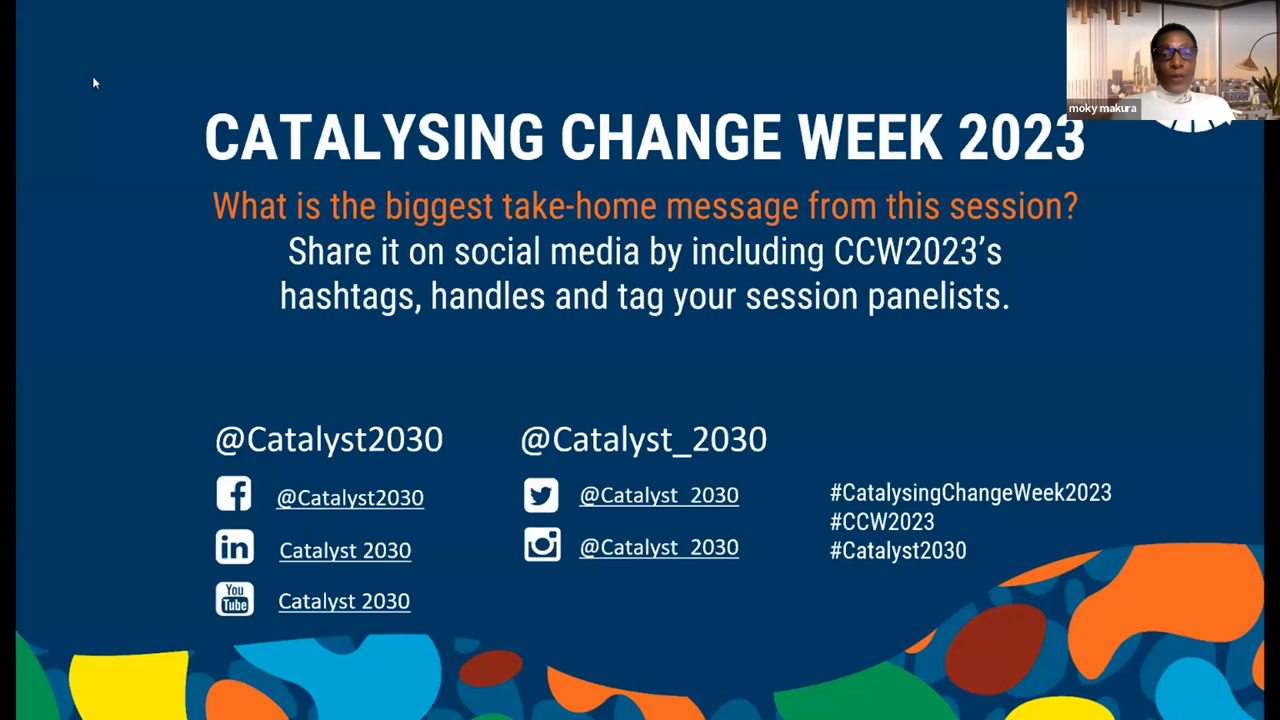 moky makura
CATALYSING CHANGE WEEK 2023
What is the biggest take-home message from this session?
Share it on social media by including CCW2023’s
hashtags, handles and tag your session panelists.
@Catalyst2030
@Catalyst_2030
@Catalyst2030
Catalyst 2030
You
Tube
Catalyst 2030
@Catalyst_2030
@Catalyst_2030
#CatalysingChangeWeek2023
#CCW2023
#Catalyst2030